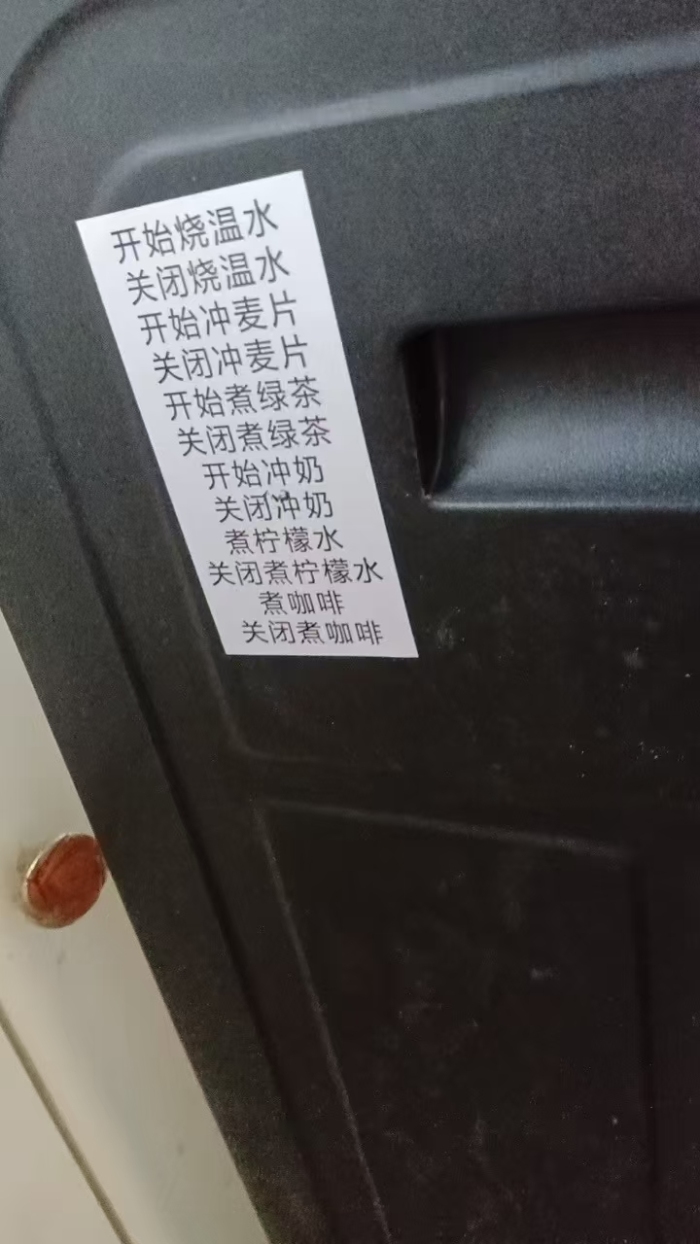 开始烧温水
关闭烧温水
开始冲麦片
关闭冲麦片
开始煮绿茶
关闭煮绿茶
开始冲奶
关闭冲奶
煮柠檬水
关闭煮柠檬水
煮咖啡
关闭煮咖啡